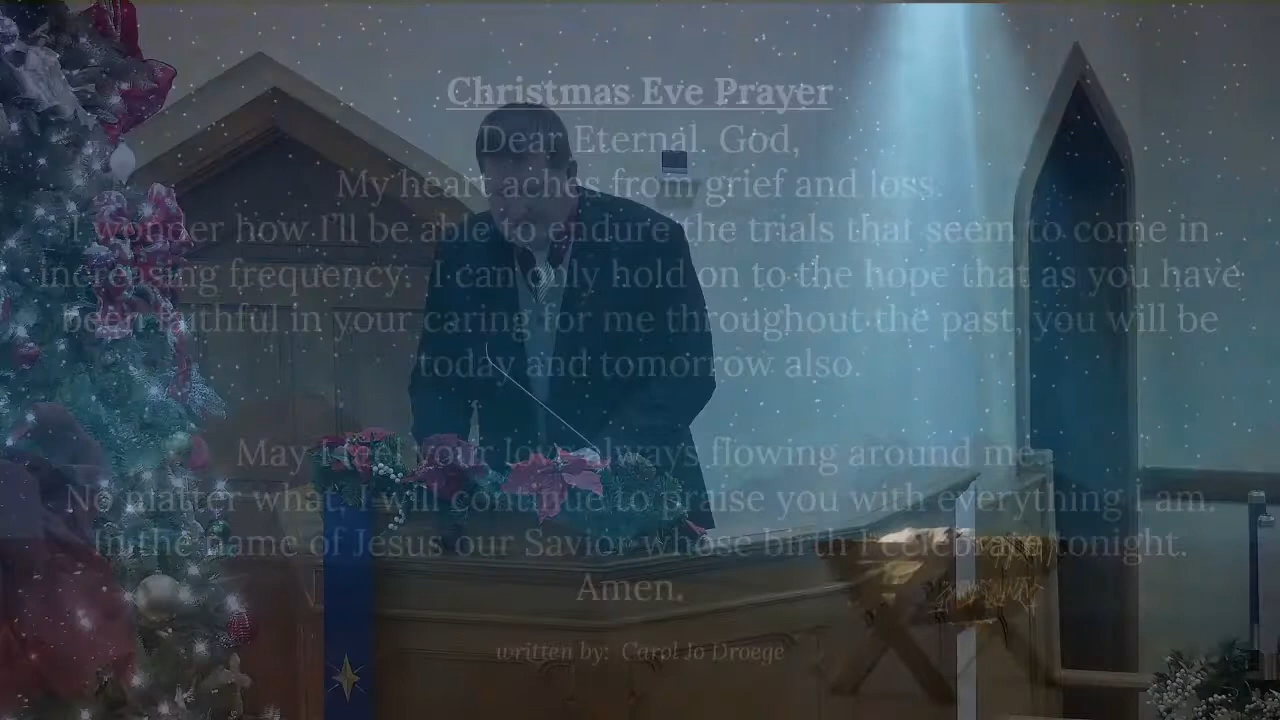 Christmas Eve Prayer
Dear Eternal God,
My heart aches from grief and loss.
I wonder how I'll be able to endure the trials that seem to come in
increasing frequency. I can only hold on to the hope that as you have
been faithful in your caring for me throughout the past, you will be
today and tomorrow also.
May I feel your love always flowing around me.
No matter what I will continue to praise you with everything I am.
In the name of Jesus our Savior whose birth celebrate tonight.
Amen.
written by: Carol Jo Droege